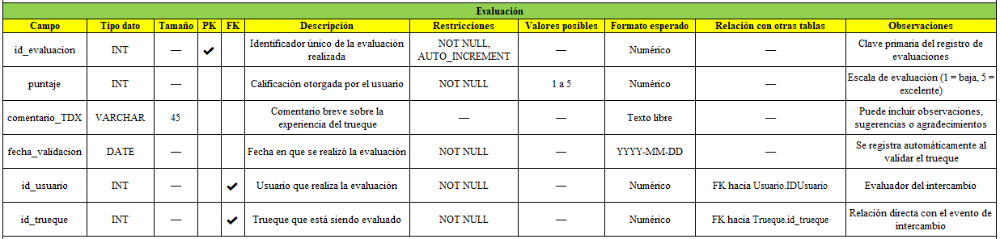 Evaluación
Campo Tipo dato Tamaño PK FK Descripción Restricciones Valores posibles Formato esperado Relación con otras tablas Observaciones
id_evaluacion INT — ✔ Identificador único de la evaluación realizada NOT NULL, AUTO_INCREMENT — Numérico — Clave primaria del registro de evaluaciones
puntaje INT — Calificación otorgada por el usuario NOT NULL 1 a 5 Numérico — Escala de evaluación (1 = baja, 5 = excelente)
comentario_TDX VARCHAR 45 Comentario breve sobre la experiencia del trueque — — Texto libre — Puede incluir observaciones, sugerencias o agradecimientos
fecha_validacion DATE — Fecha en que se realizó la evaluación NOT NULL — YYYY-MM-DD — Se registra automáticamente al validar el trueque
id_usuario INT — ✔ Usuario que realiza la evaluación NOT NULL — Numérico FK hacia Usuario.IDUsuario Evaluador del intercambio
id_trueque INT — ✔ Trueque que está siendo evaluado NOT NULL — Numérico FK hacia Trueque.id_trueque Relación directa con el evento de intercambio